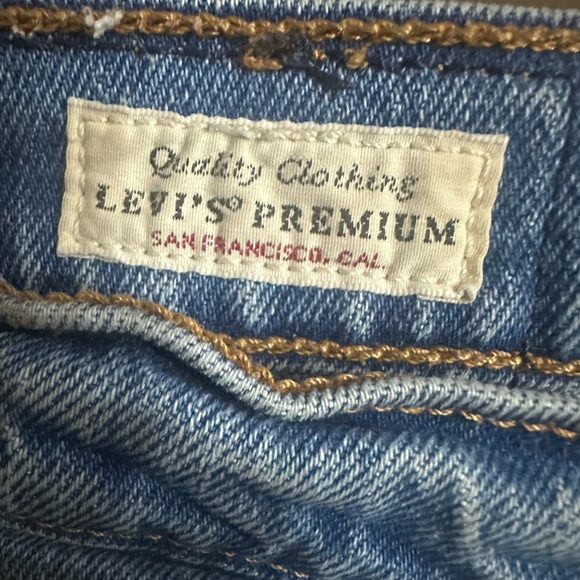 Quality Clothing
LEVI'S® PREMIUM
SAN FRANCISCO, CAL.